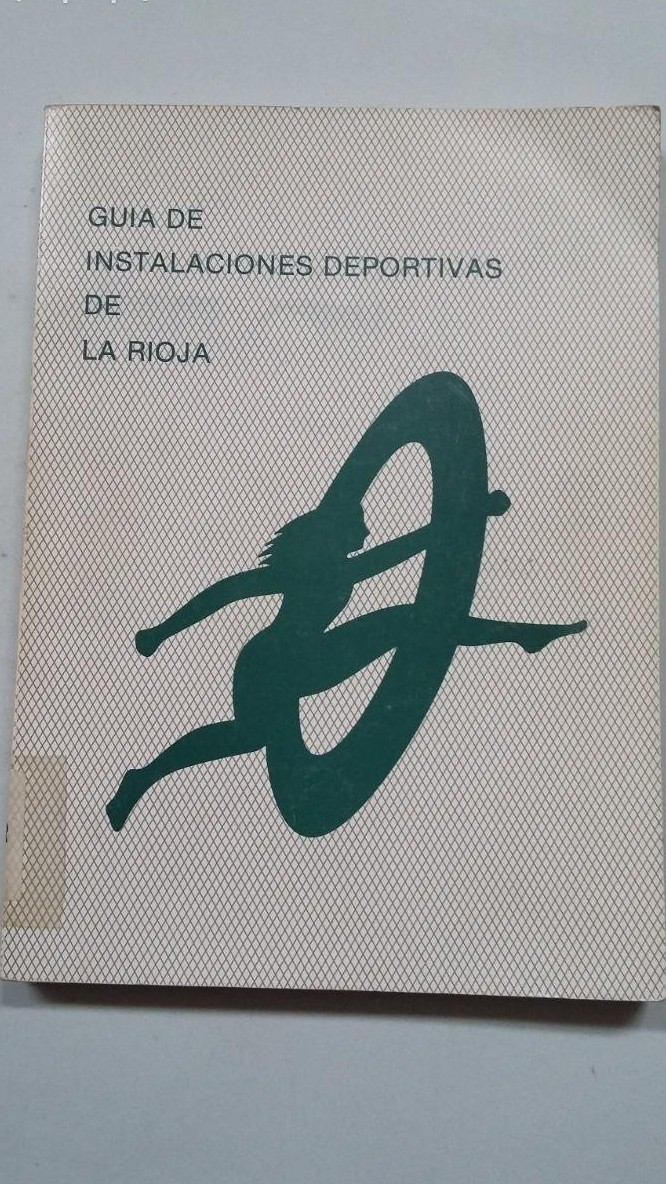 GUIA DE
INSTALACIONES DEPORTIVAS
DE
LA RIOJA